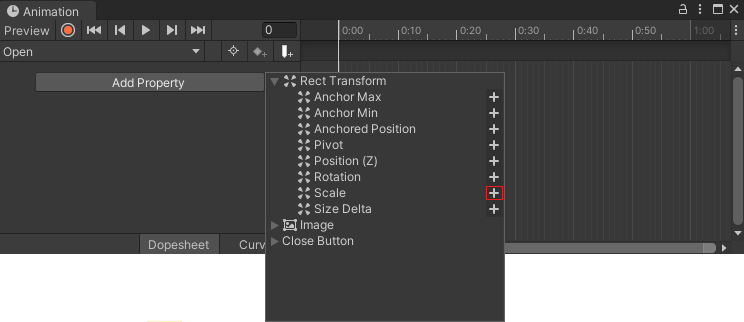 Animation
Preview 0 0:00 0:10 0:20 0:30 0:40 0:50 1:00
Open
Add Property
Rect Transform
Anchor Max
Anchor Min
Anchored Position
Pivot
Position (Z)
Rotation
Scale
Size Delta
Image
Close Button
Dopesheet Curv